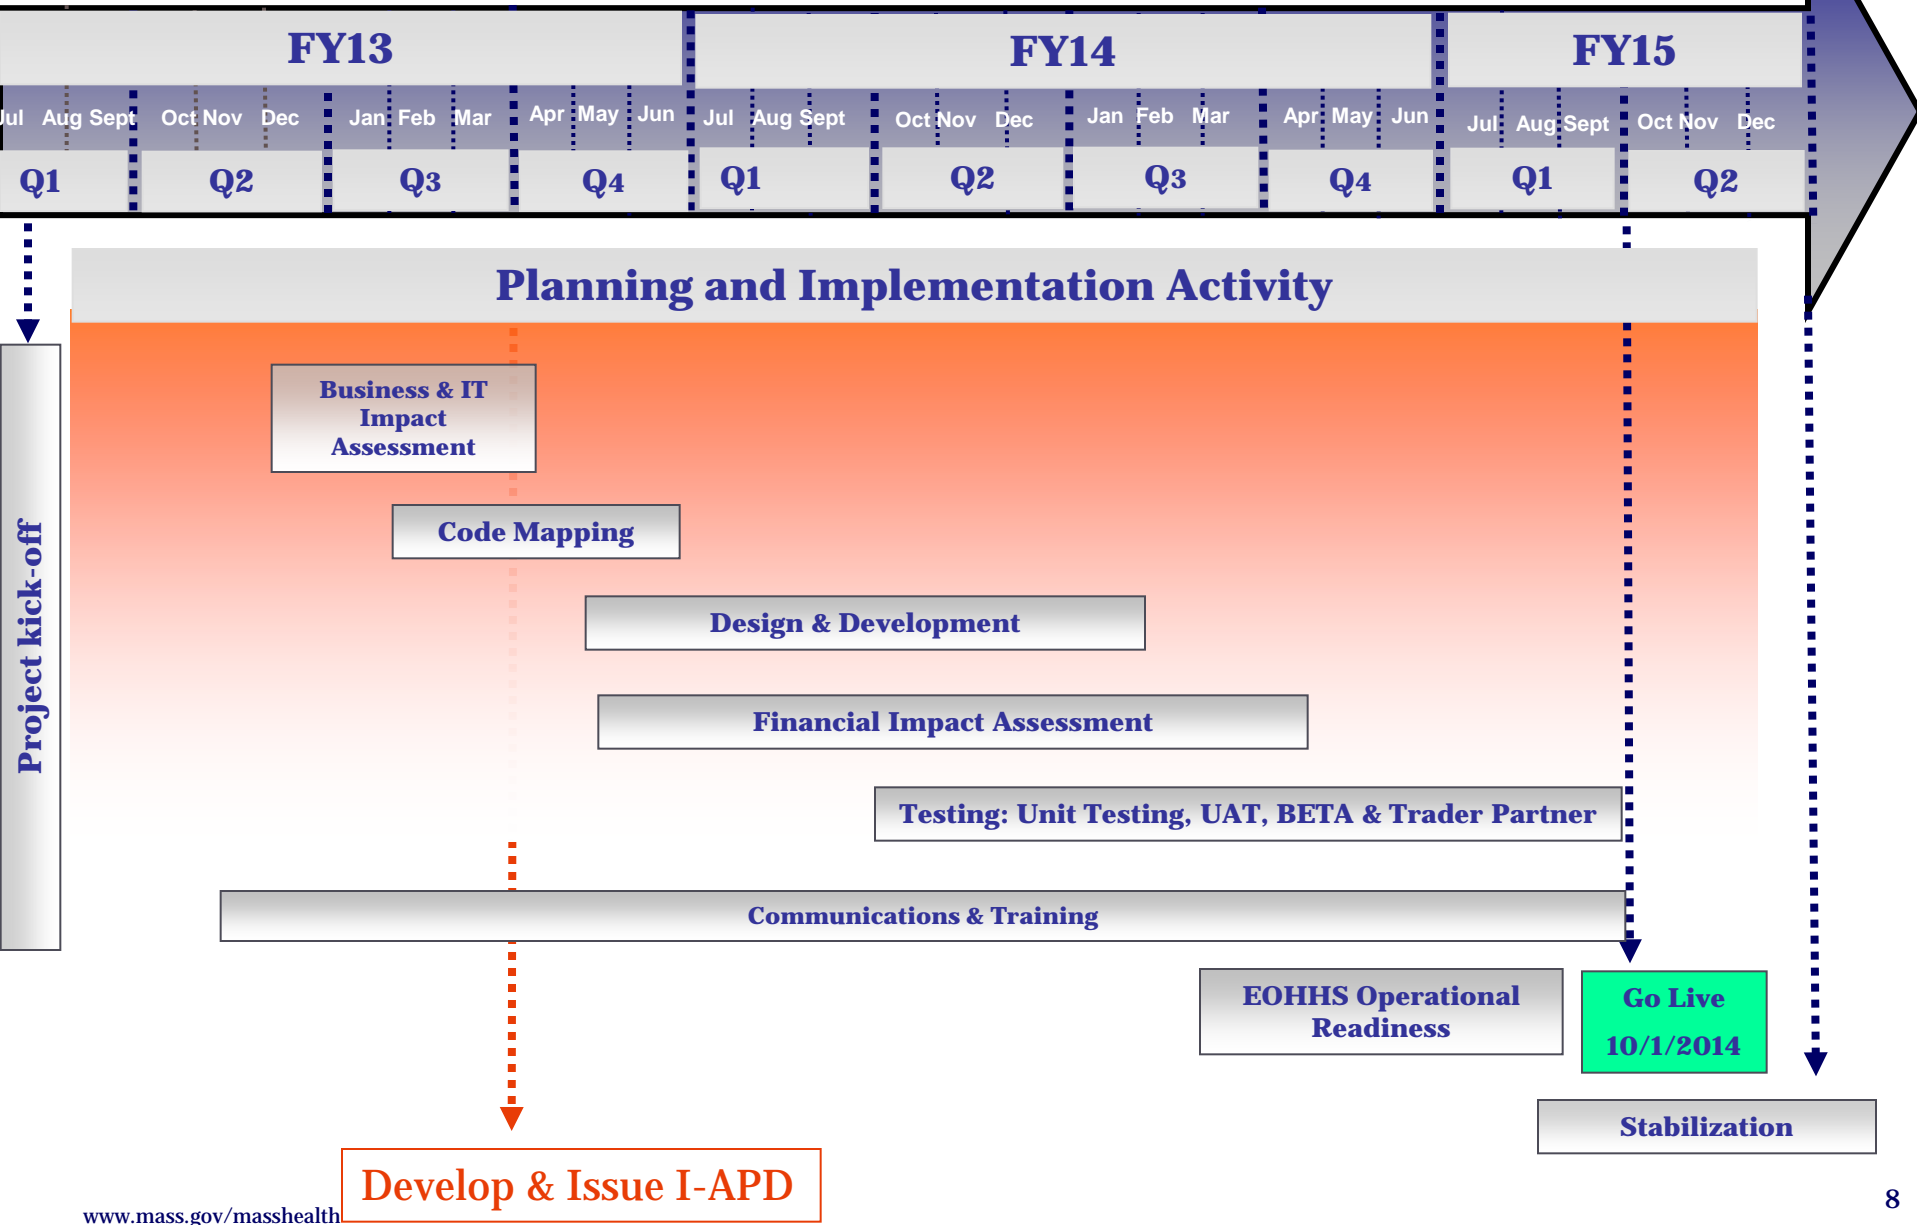 FY13 FY14 FY15
Jul Aug Sept Oct Nov Dec Jan Feb Mar Apr May Jun Jul Aug Sept Oct Nov Dec Jan Feb Mar Apr May Jun Jul Aug Sept Oct Nov Dec
Q1 Q2 Q3 Q4 Q1 Q2 Q3 Q4 Q1 Q2
Planning and Implementation Activity
Project kick-off
Business & IT
Impact
Assessment
Code Mapping
Design & Development
Financial Impact Assessment
Testing: Unit Testing, UAT, BETA & Trader Partner
Communications & Training
EOHHS Operational
Readiness
Go Live
10/1/2014
Stabilization
Develop & Issue I-APD
www.mass.gov/masshealth
8